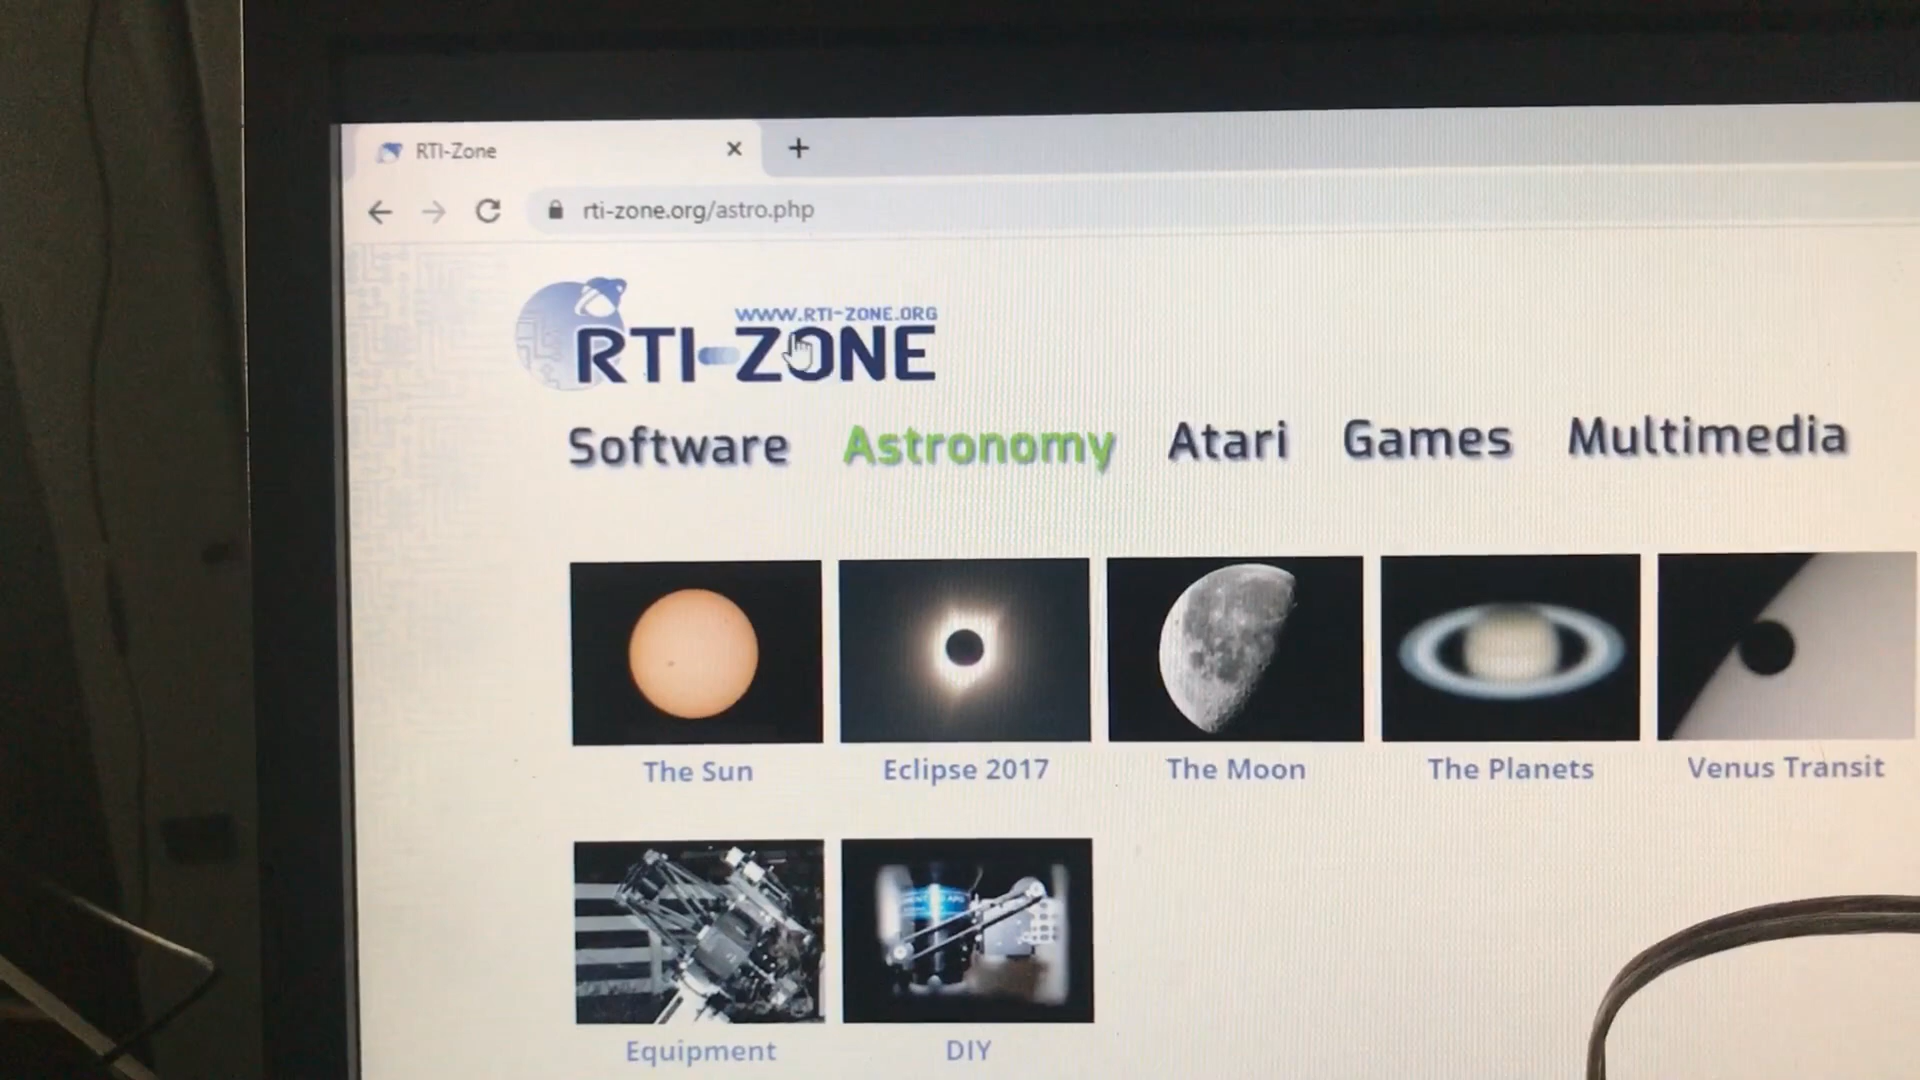 RTI-Zone
rti-zone.org/astro.php
WWW.RTI-ZONE.ORG
RTI-ZONE
Software Astronomy Atari Games Multimedia
The Sun Eclipse 2017 The Moon The Planets Venus Transit
Equipment DIY